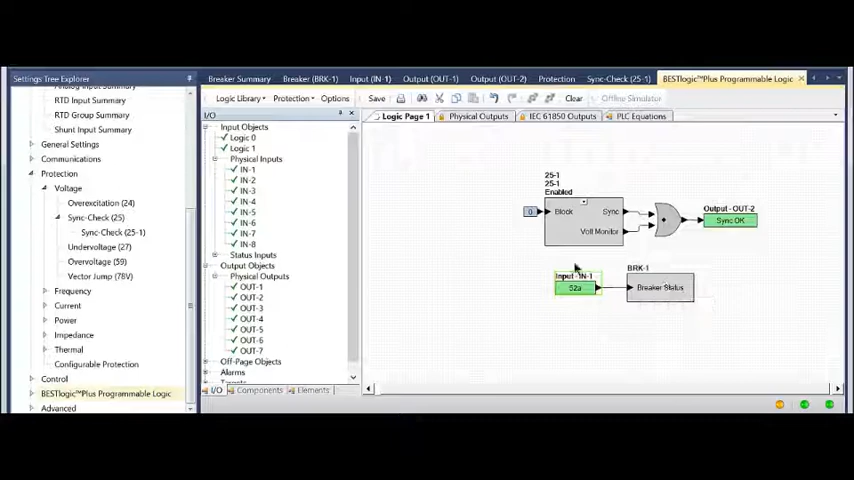 Settings Tree Explorer
Analog Input Summary
RTD Input Summary
RTD Group Summary
Shunt Input Summary
General Settings
Communications
Protection
Voltage
Overexcitation (24)
Sync-Check (25)
Sync-Check (25-1)
Undervoltage (27)
Overvoltage (59)
Vector Jump (78V)
Frequency
Current
Power
Impedance
Thermal
Configurable Protection
Control
BESTlogic™Plus Programmable Logic
Advanced
Breaker Summary
Breaker (BRK-1)
Input (IN-1)
Output (OUT-1)
Output (OUT-2)
Protection
Sync-Check (25-1)
BESTlogic™Plus Programmable Logic
Logic Library
Protection
Options
Save
Clear
Offline Simulator
I/O
Input Objects
Logic 0
Logic 1
Physical Inputs
IN-1
IN-2
IN-3
IN-4
IN-5
IN-6
IN-7
IN-8
Status Inputs
Output Objects
Physical Outputs
OUT-1
OUT-2
OUT-3
OUT-4
OUT-5
OUT-6
OUT-7
Off-Page Objects
Alarms
I/O
Components
Elements
Logic Page 1
Physical Outputs
IEC 61850 Outputs
PLC Equations
25-1
25-1
Enabled
0
Block
Sync
Volt Monitor
Output - OUT-2
Sync OK
Input - IN-1
52a
BRK-1
Breaker Status